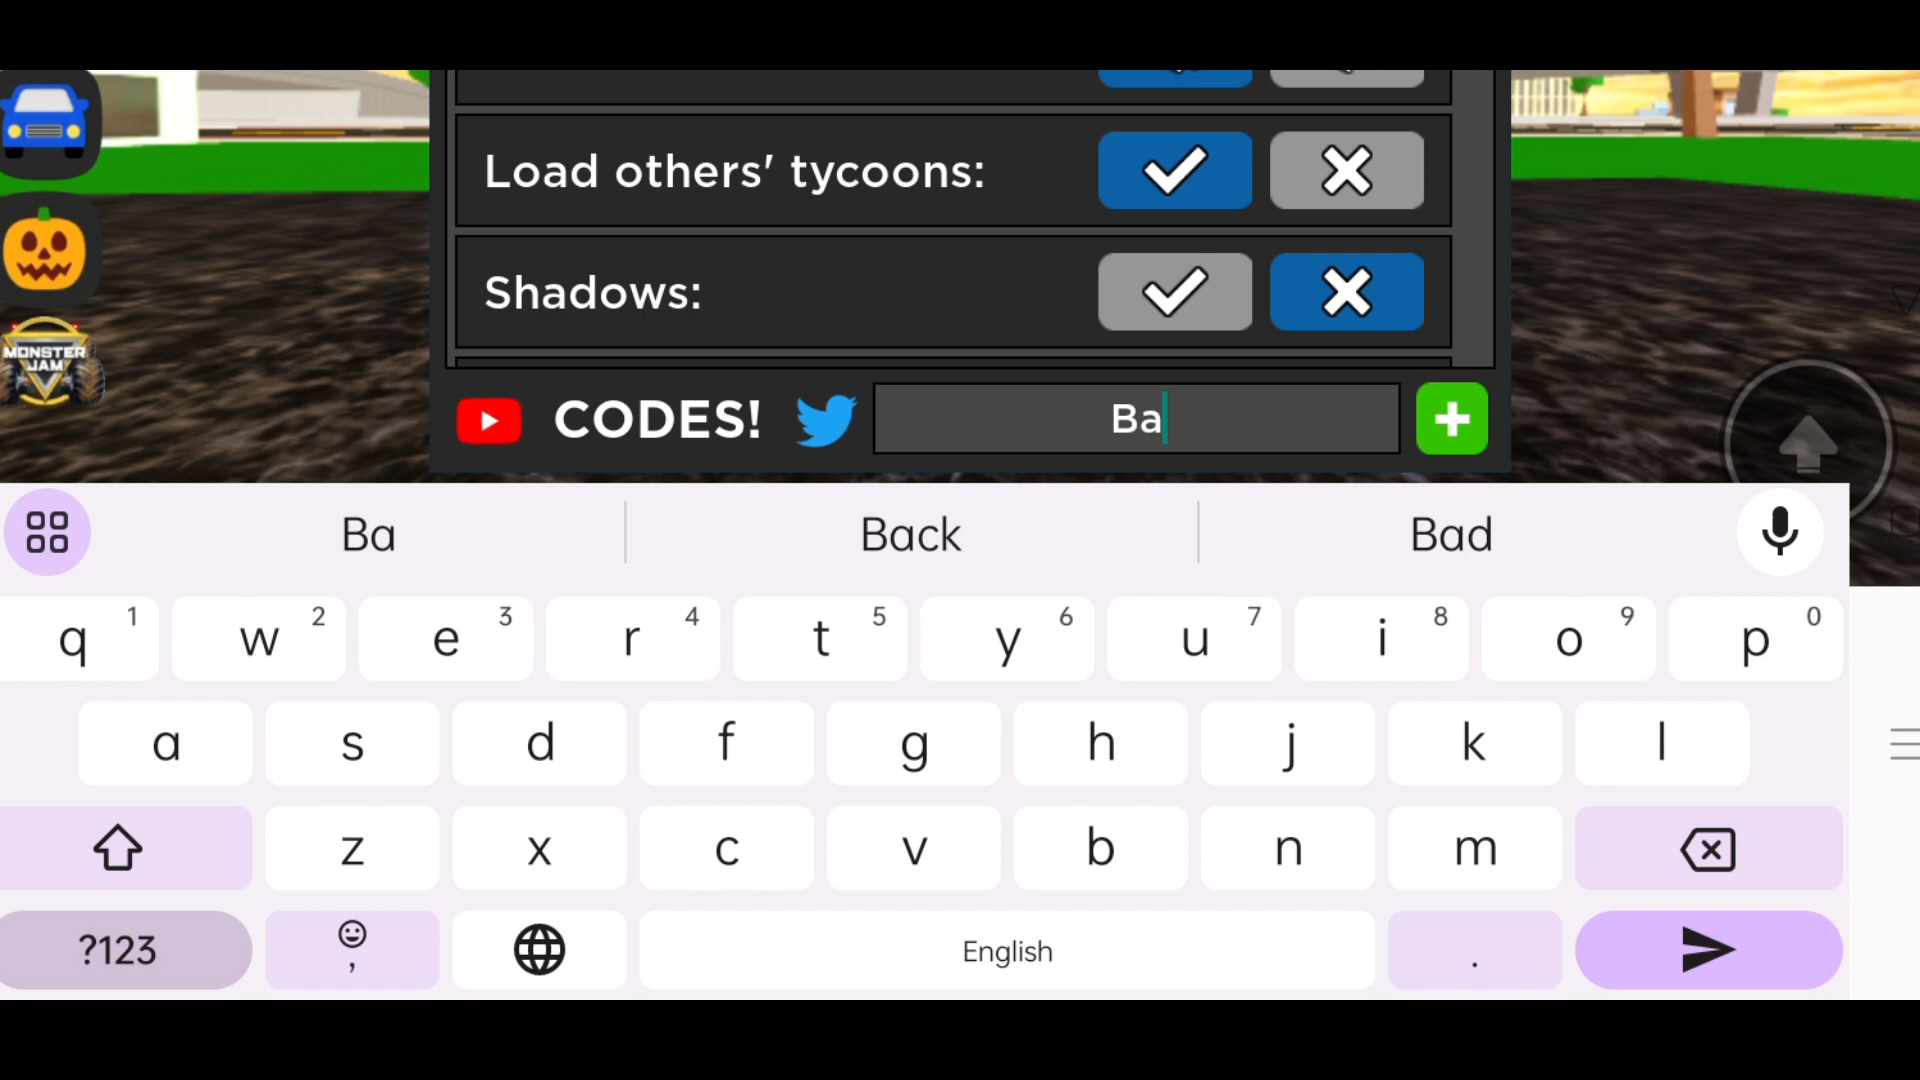 Load others' tycoons:
Shadows:
MONSTER
JAM
CODES!
Ba
Ba Back Bad
q 1 w 2 e 3 r 4 t 5 y 6 u 7 i 8 o 9 p 0
a s d f g h j k l
z x c v b n m
?123 , English .